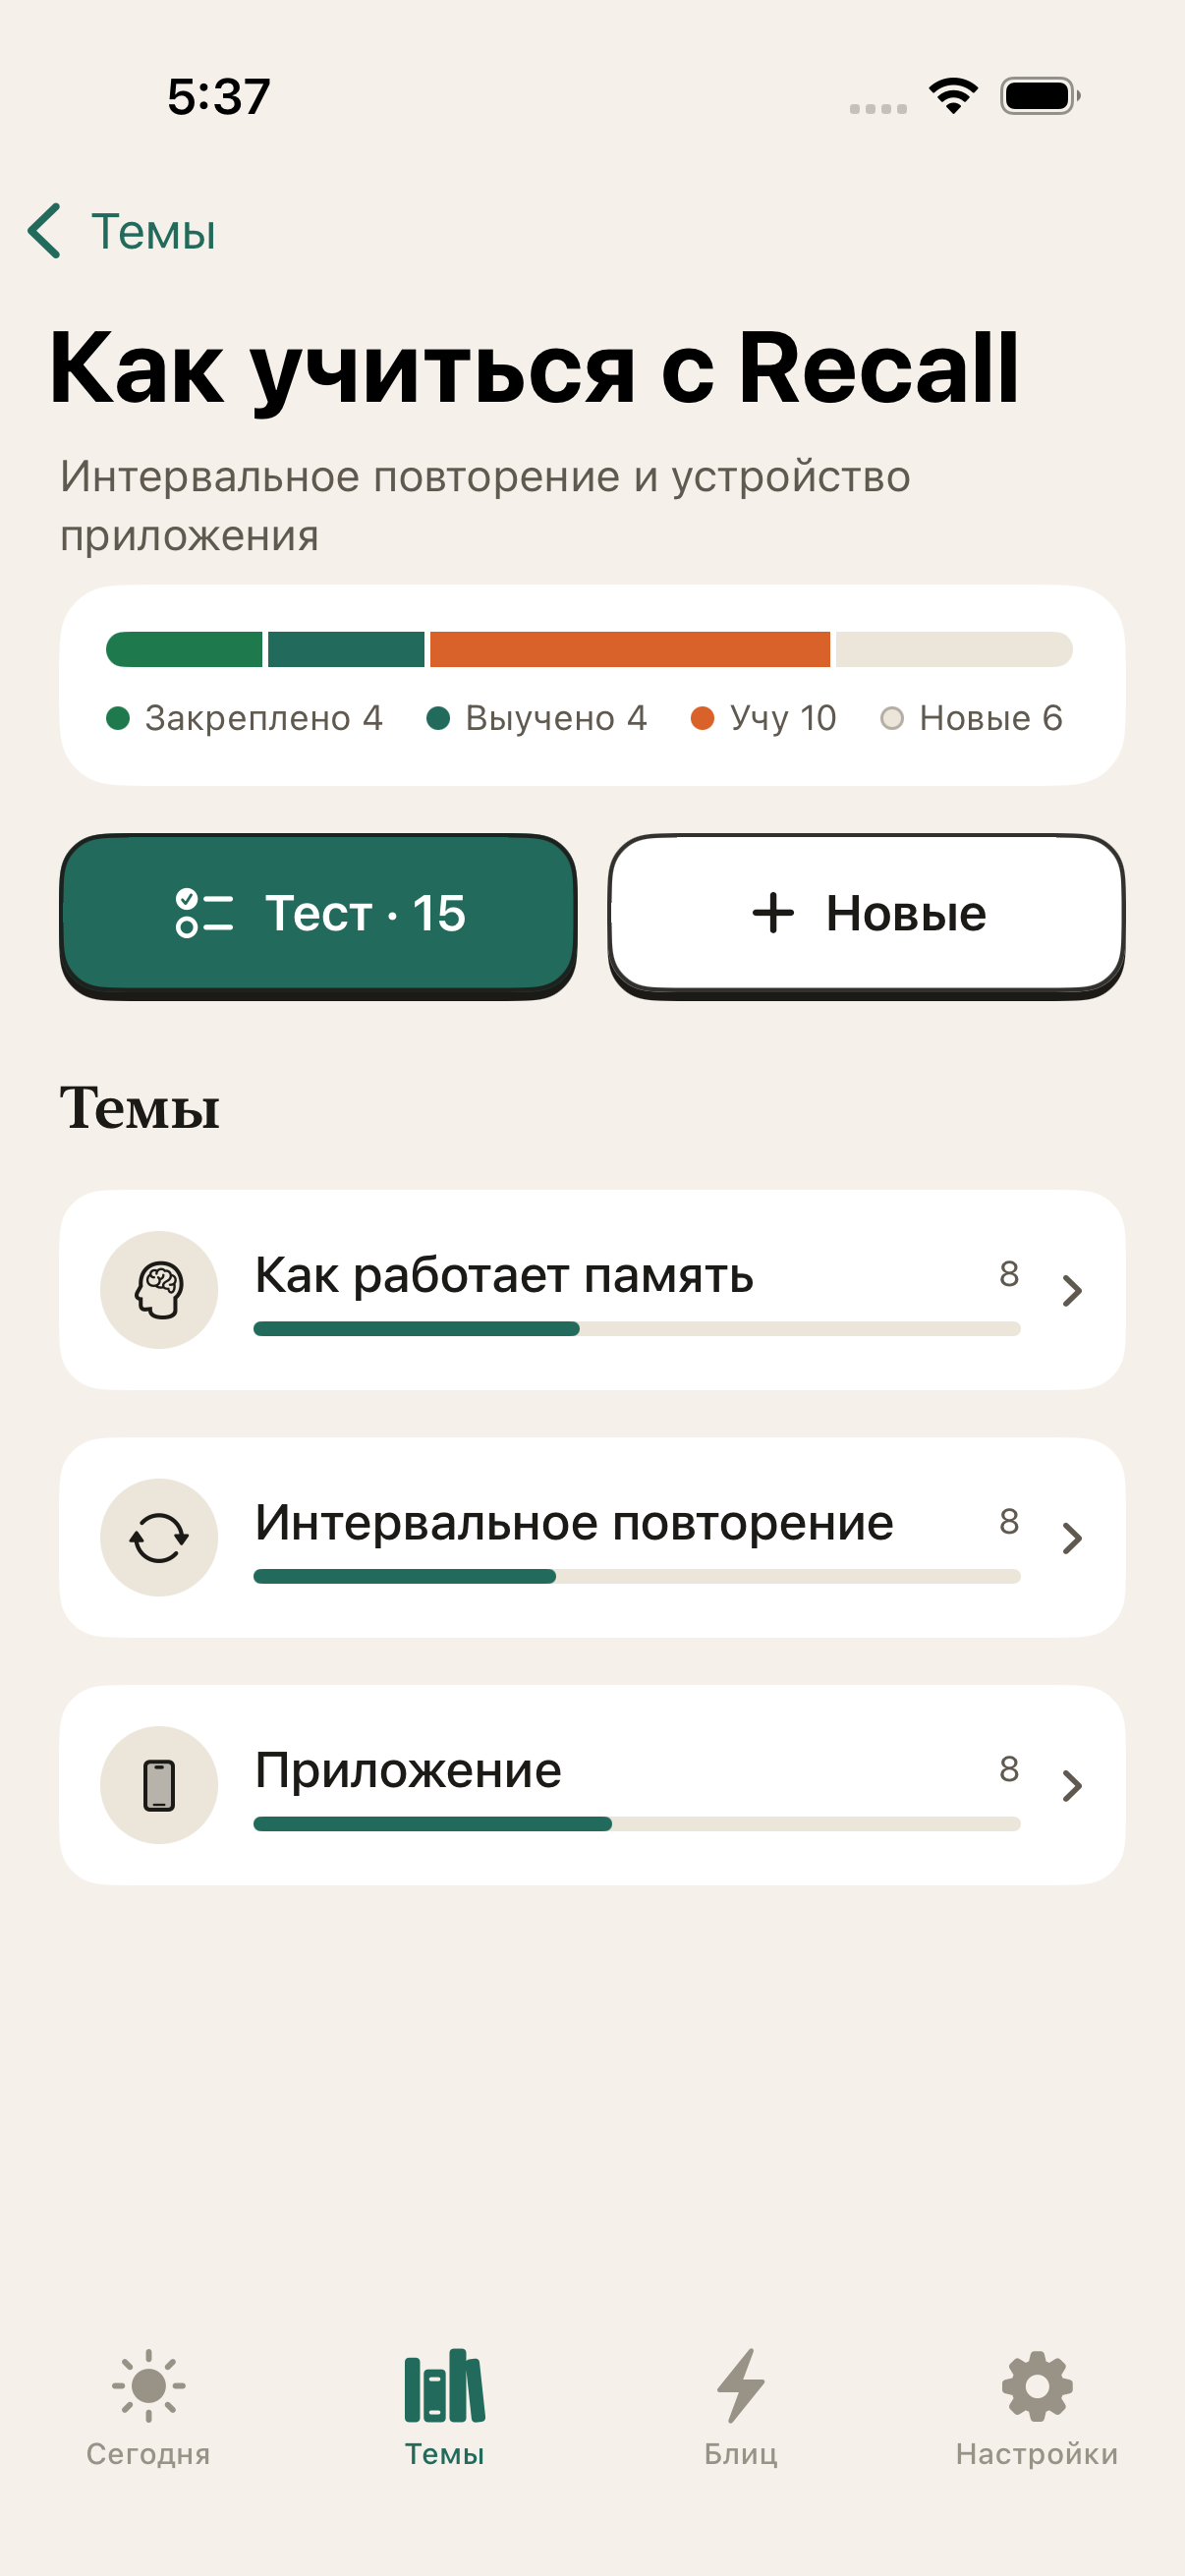 5:37
Темы
Как учиться с Recall
Интервальное повторение и устройство
приложения
Закреплено 4 Выучено 4 Учу 10 Новые 6
Тест · 15
Новые
Темы
Как работает память 8
Интервальное повторение 8
Приложение 8
Сегодня Темы Блиц Настройки